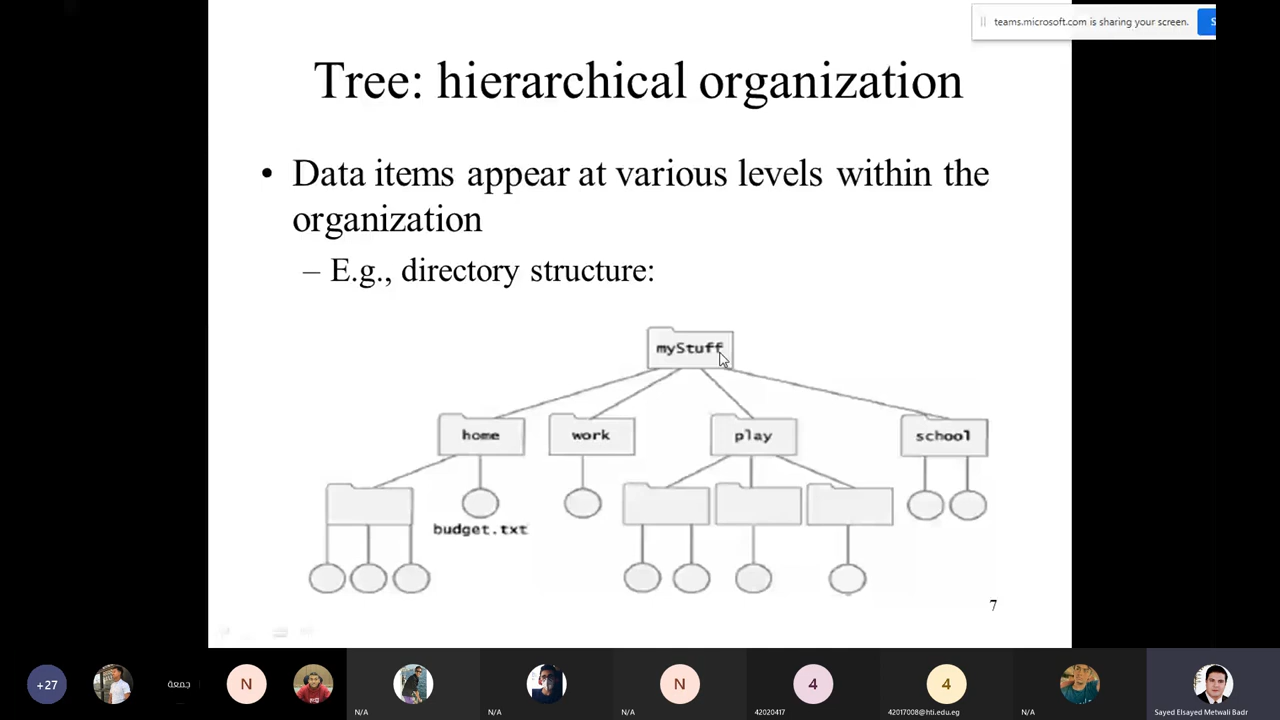 teams.microsoft.com is sharing your screen.
S
Tree: hierarchical organization
• Data items appear at various levels within the
organization
– E.g., directory structure:
myStuff
home
work
play
school
budget.txt
7
+27
جمعة
N
N
4
4
N/A
N/A
N/A
42020417
42017008@hti.edu.eg
N/A
Sayed Elsayed Metwali Badr